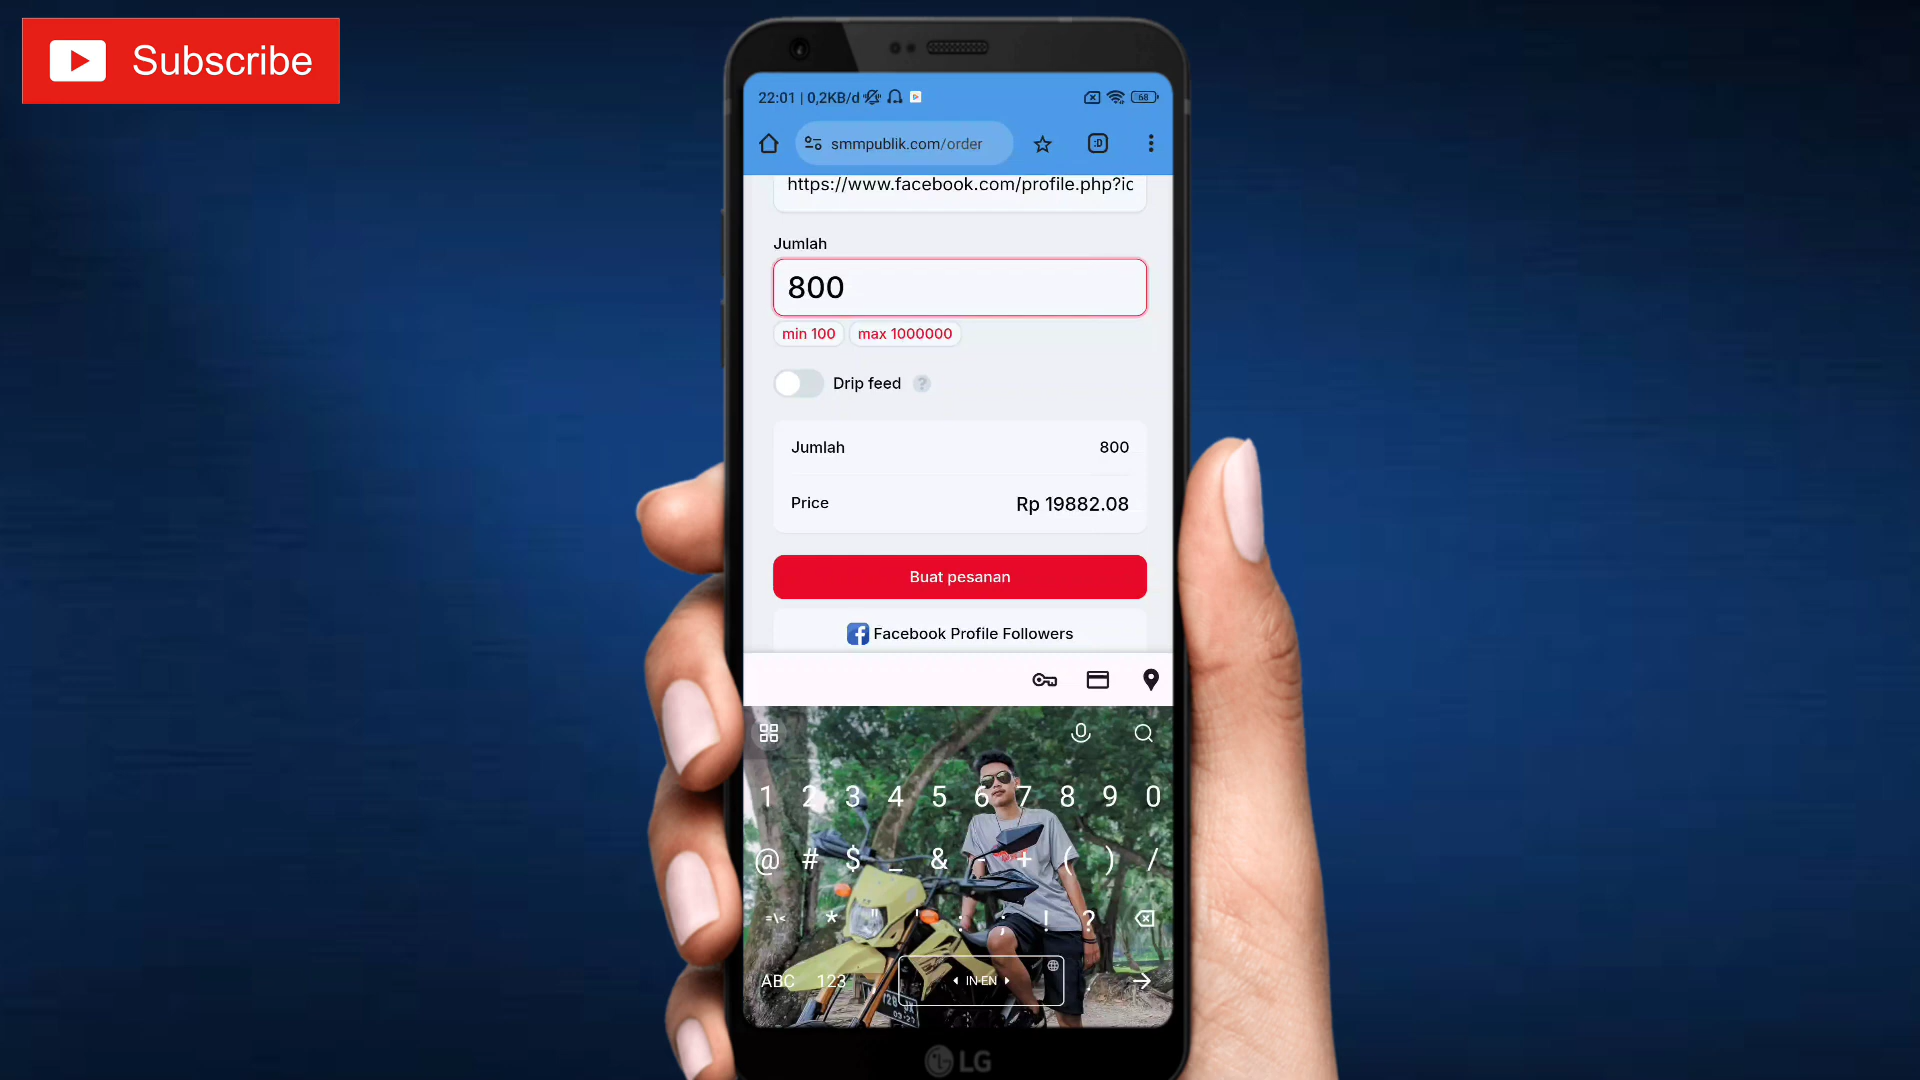 Subscribe
22:01 | 0,2KB/d
68
smmpublik.com/order
:D
https://www.facebook.com/profile.php?ic
Jumlah
800
min 100 max 1000000
Drip feed ?
Jumlah 800
Price Rp 19882.08
Buat pesanan
Facebook Profile Followers
1 2 3 4 5 6 7 8 9 0
@ # $ _ & - + ( ) /
=\< * " ' : ; ! ?
ABC 123 , IN-EN .
LG